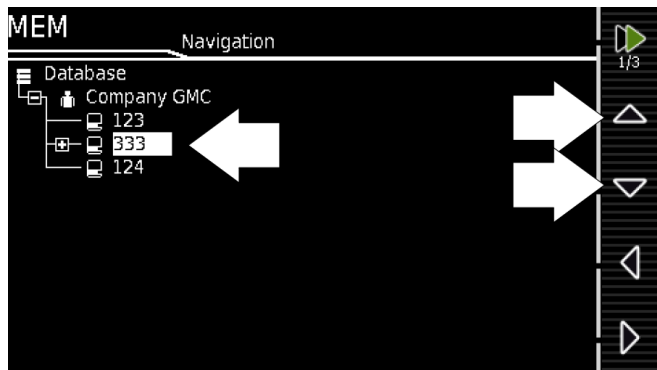 MEM
Navigation
1/3
Database
Company GMC
123
333
124